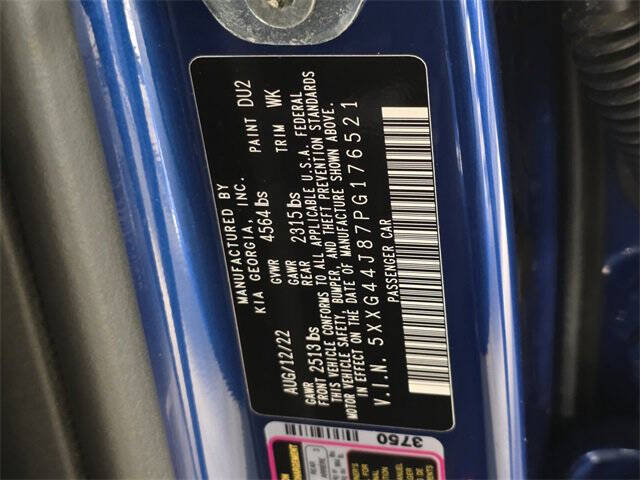 MANUFACTURED BY
KIA GEORGIA, INC.
AUG/12/22 GVWR 4564 lbs PAINT DU2
GAWR GAWR TRIM WK
FRONT 2513 lbs REAR 2315 lbs
THIS VEHICLE CONFORMS TO ALL APPLICABLE U.S.A. FEDERAL
MOTOR VEHICLE SAFETY, BUMPER, AND THEFT PREVENTION STANDARDS
IN EFFECT ON THE DATE OF MANUFACTURE SHOWN ABOVE.
V.I.N. 5XXG44J87PG176521
PASSENGER CAR
3750
REAR